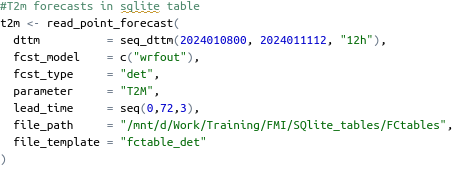 #T2m forecasts in sqlite table
t2m <- read_point_forecast(
  dttm          = seq_dttm(2024010800, 2024011112, "12h"),
  fcst_model    = c("wrfout"),
  fcst_type     = "det",
  parameter     = "T2M",
  lead_time     = seq(0,72,3),
  file_path     = "/mnt/d/Work/Training/FMI/SQlite_tables/FCtables",
  file_template = "fctable_det"
)